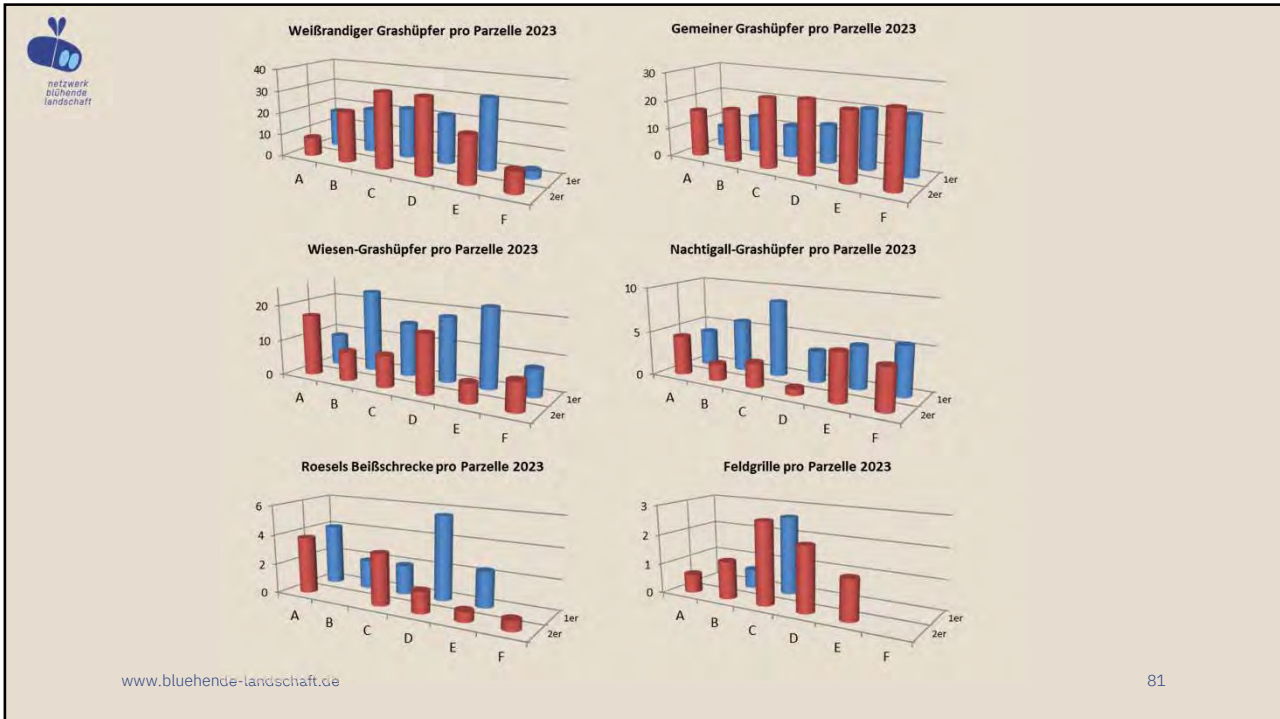 netzwerk
blühende
landschaft
Weißrandiger Grashüpfer pro Parzelle 2023
40
30
20
10
0
A
B
C
D
E
F
1er
2er
Gemeiner Grashüpfer pro Parzelle 2023
30
20
10
0
A
B
C
D
E
F
1er
2er
Wiesen-Grashüpfer pro Parzelle 2023
20
10
0
A
B
C
D
E
F
1er
2er
Nachtigall-Grashüpfer pro Parzelle 2023
10
5
0
A
B
C
D
E
F
1er
2er
Roesels Beißschrecke pro Parzelle 2023
6
4
2
0
A
B
C
D
E
F
1er
2er
Feldgrille pro Parzelle 2023
3
2
1
0
A
B
C
D
E
F
1er
2er
www.bluehende-landschaft.de
81